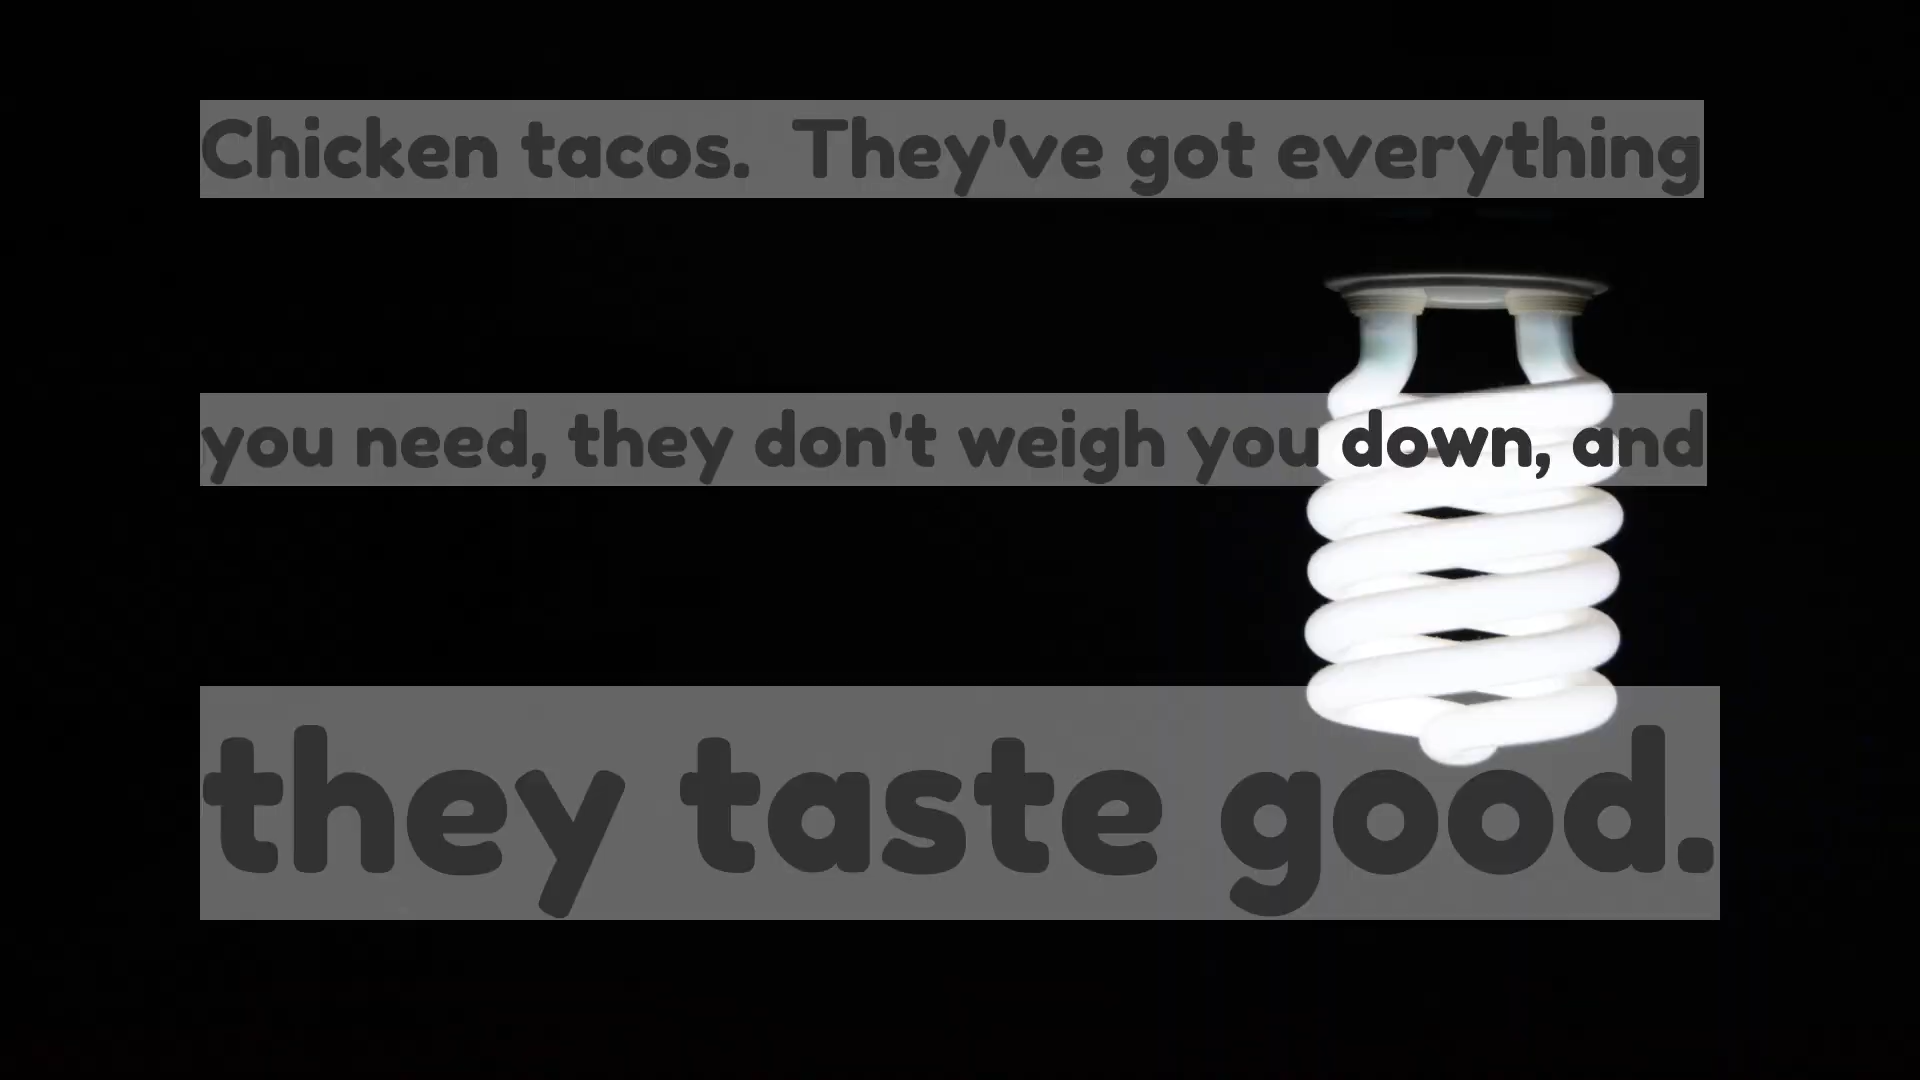 Chicken tacos.  They've got everything
you need, they don't weigh you down, and
they taste good.